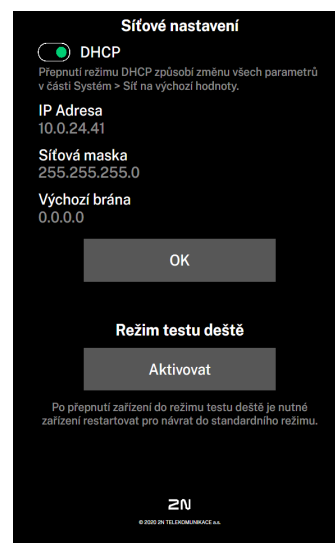 Síťové nastavení
DHCP
Přepnutí režimu DHCP způsobí změnu všech parametrů
v části Systém > Síť na výchozí hodnoty.
IP Adresa
10.0.24.41
Síťová maska
255.255.255.0
Výchozí brána
0.0.0.0
OK
Režim testu deště
Aktivovat
Po přepnutí zařízení do režimu testu deště je nutné
zařízení restartovat pro návrat do standardního režimu.
2N
© 2020 2N TELEKOMUNIKACE a.s.